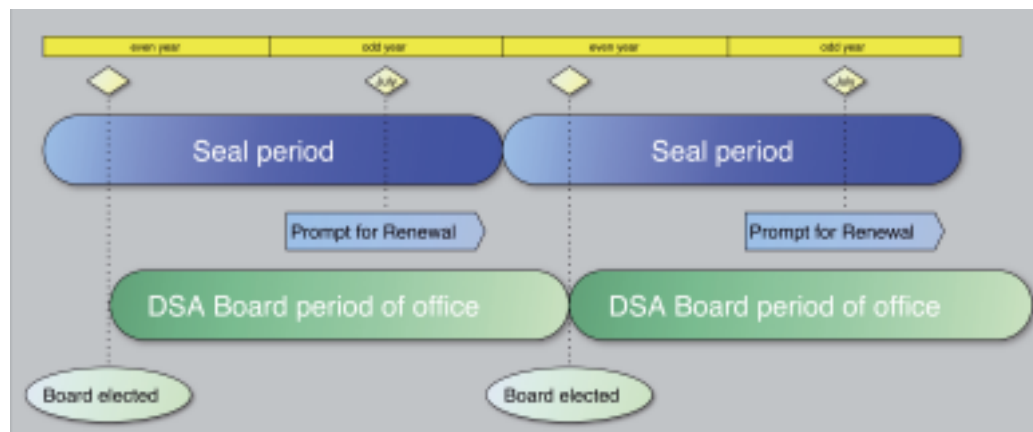 even year odd year even year odd year
July July
Seal period Seal period
Prompt for Renewal Prompt for Renewal
DSA Board period of office DSA Board period of office
Board elected Board elected